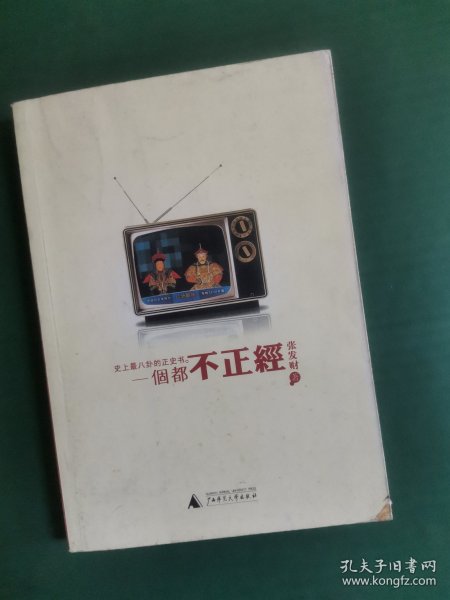 史上最八卦的正史书。
一個都不正經
张发财
著
广西师范大学出版社
孔夫子旧书网
www.kongfz.com